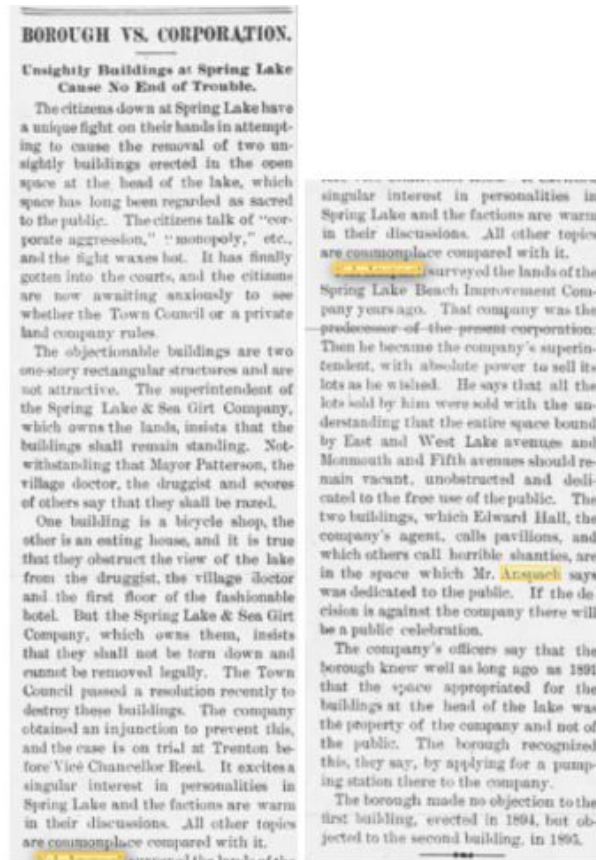 BOROUGH VS. CORPORATION.
Unsightly Buildings at Spring Lake
Cause No End of Trouble.
The citizens down at Spring Lake have
a unique fight on their hands in attempt-
ing to cause the removal of two un-
sightly buildings erected in the open
space at the head of the lake, which
space has long been regarded as sacred
to the public. The citizens talk of "cor-
porate aggression," "monopoly," etc.,
and the fight waxes hot. It has finally
gotten into the courts, and the citizens
are now awaiting anxiously to see
whether the Town Council or a private
land company rules.
The objectionable buildings are two
one-story rectangular structures and are
not attractive. The superintendent of
the Spring Lake & Sea Girt Company,
which owns the lands, insists that the
buildings shall remain standing. Not-
withstanding that Mayor Patterson, the
village doctor, the druggist and scores
of others say that they shall be razed.
One building is a bicycle shop, the
other is an eating house, and it is true
that they obstruct the view of the lake
from the druggist, the village doctor
and the first floor of the fashionable
hotel. But the Spring Lake & Sea Girt
Company, which owns them, insists
that they shall not be torn down and
cannot be removed legally. The Town
Council passed a resolution recently to
destroy these buildings. The company
obtained an injunction to prevent this,
and the case is on trial at Trenton be-
fore Vice Chancellor Reed. It excites a
singular interest in personalities in
Spring Lake and the factions are warm
in their discussions. All other topics
are commonplace compared with it.
singular interest in personalities in
Spring Lake and the factions are warm
in their discussions. All other topics
are commonplace compared with it.
surveyed the lands of the
Spring Lake Beach Improvement Com-
pany years ago. That company was the
predecessor of the present corporation.
Then he became the company's superin-
tendent, with absolute power to sell its
lots as he wished. He says that all the
lots sold by him were sold with the un-
derstanding that the entire space bound
by East and West Lake avenues and
Monmouth and Fifth avenues should re-
main vacant, unobstructed and dedi-
cated to the free use of the public. The
two buildings, which Edward Hall, the
company's agent, calls pavilions, and
which others call horrible shanties, are
in the space which Mr. Anspach says
was dedicated to the public. If the de
cision is against the company there will
be a public celebration.
The company's officers say that the
borough knew well as long ago as 1891
that the space appropriated for the
buildings at the head of the lake was
the property of the company and not of
the public. The borough recognized
this, they say, by applying for a pump-
ing station there to the company.
The borough made no objection to the
first building, erected in 1894, but ob-
jected to the second building, in 1895.